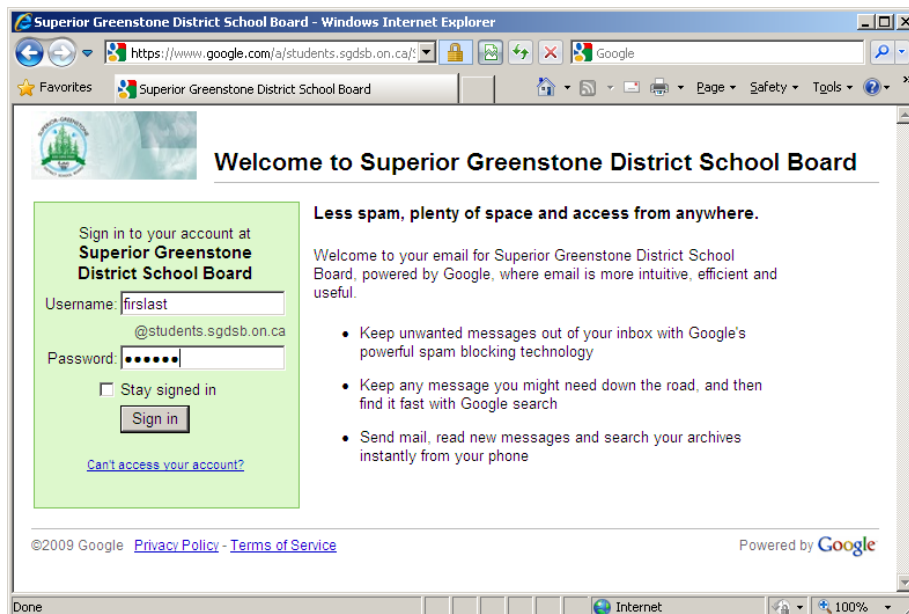 Superior Greenstone District School Board - Windows Internet Explorer
https://www.google.com/a/students.sgdsb.on.ca/
Google
Favorites
Superior Greenstone District School Board
Page
Safety
Tools
»
Welcome to Superior Greenstone District School Board
Sign in to your account at
Superior Greenstone
District School Board
Username: firslast
@students.sgdsb.on.ca
Password: ••••••
Stay signed in
Sign in
Can't access your account?
Less spam, plenty of space and access from anywhere.
Welcome to your email for Superior Greenstone District School
Board, powered by Google, where email is more intuitive, efficient and
useful.
• Keep unwanted messages out of your inbox with Google's
powerful spam blocking technology
• Keep any message you might need down the road, and then
find it fast with Google search
• Send mail, read new messages and search your archives
instantly from your phone
©2009 Google Privacy Policy - Terms of Service
Powered by Google
Done
Internet
100%